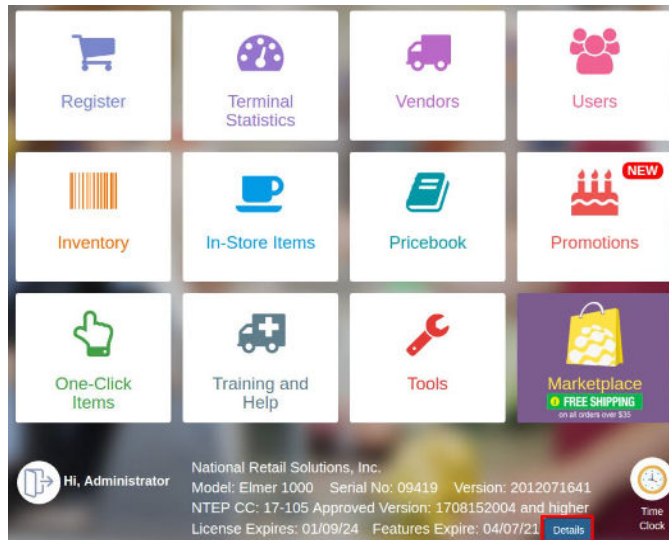 Register
Terminal
Statistics
Vendors
Users
Inventory
In-Store Items
Pricebook
NEW
Promotions
One-Click
Items
Training and
Help
Tools
Marketplace
FREE SHIPPING
on all orders over $35
Hi, Administrator
National Retail Solutions, Inc.
Model: Elmer 1000 Serial No: 09419 Version: 2012071641
NTEP CC: 17-105 Approved Version: 1708152004 and higher
License Expires: 01/09/24 Features Expire: 04/07/21 Details
Time
Clock